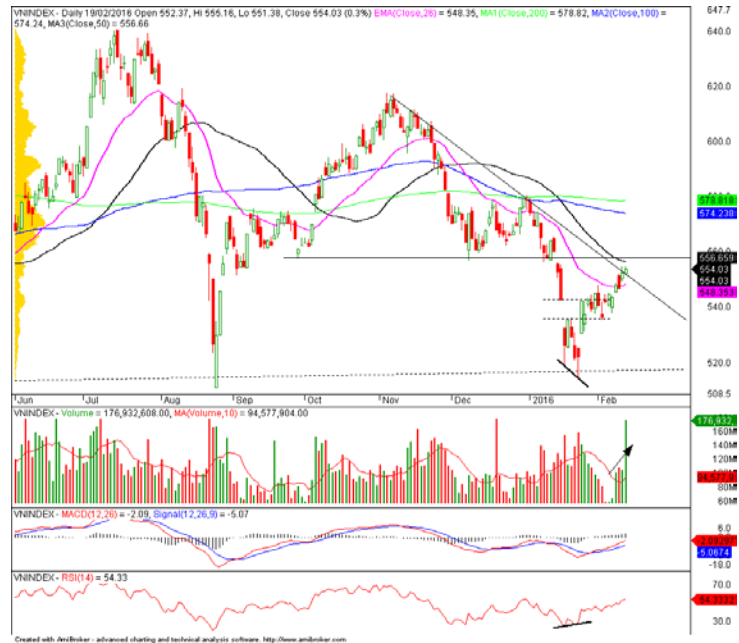 VNINDEX - Daily 19/02/2016 Open 552.37, Hi 555.16, Lo 551.38, Close 554.03 (0.3%) EMA(Close,26) = 548.35, MA1(Close,200) = 578.82, MA2(Close,100) =
574.24, MA3(Close,50) = 556.66
647.7
640.0
620.0
600.0
578.818
574.238
560.0
556.659
554.03
554.03
548.353
540.0
520.0
508.5
Jun Jul Aug Sep Oct Nov Dec 2016 Feb
VNINDEX - Volume = 176,932,608.00, MA(Volume,10) = 94,577,904.00
176,932,
140M
120M
94,577,9
80M
60M
VNINDEX - MACD(12,26) = -2.09, Signal(12,26,9) = -5.07
6.0
-5.0674
-18.0
VNINDEX - RSI(14) = 54.33
70.0
54.3332
30.0
Created with AmiBroker - advanced charting and technical analysis software. http://www.amibroker.com